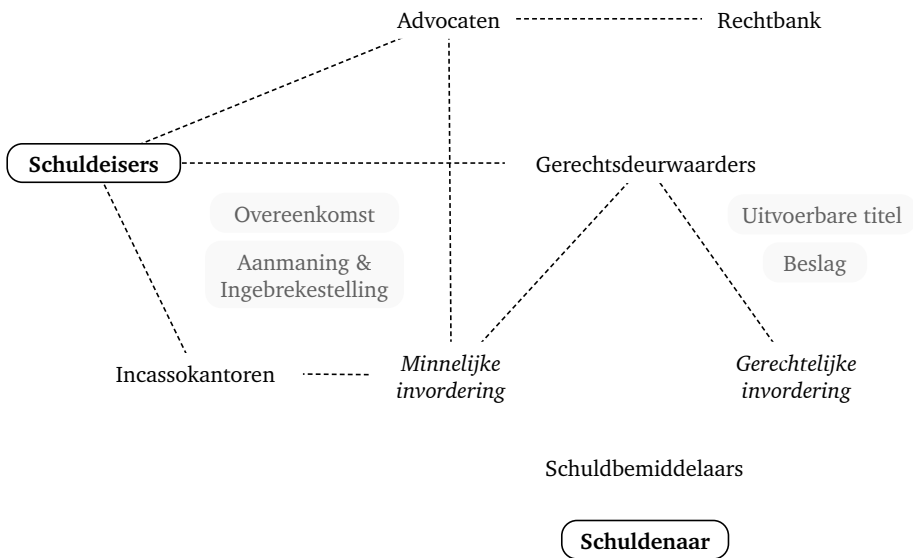 Advocaten
Rechtbank
Schuldeisers
Gerechtsdeurwaarders
Overeenkomst
Uitvoerbare titel
Aanmaning &
Ingebrekestelling
Beslag
Incassokantoren
Minnelijke
invordering
Gerechtelijke
invordering
Schuldbemiddelaars
Schuldenaar